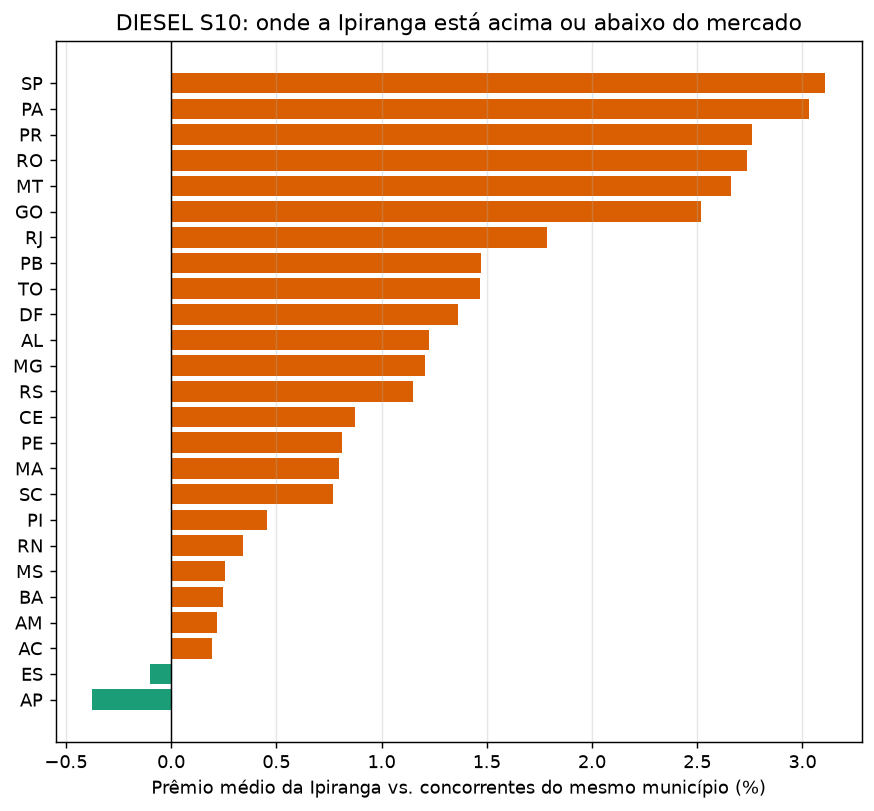 DIESEL S10: onde a Ipiranga está acima ou abaixo do mercado
SP
PA
PR
RO
MT
GO
RJ
PB
TO
DF
AL
MG
RS
CE
PE
MA
SC
PI
RN
MS
BA
AM
AC
ES
AP
−0.5 0.0 0.5 1.0 1.5 2.0 2.5 3.0
Prêmio médio da Ipiranga vs. concorrentes do mesmo município (%)